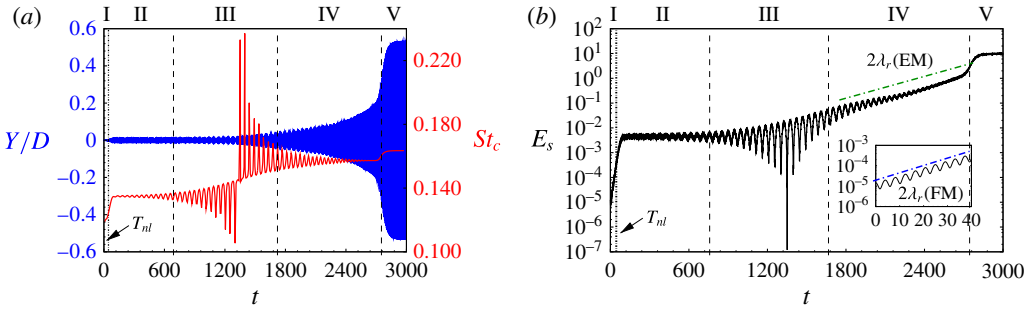 (a) I II III IV V
0.6
0.4
0.2
0
–0.2
–0.4
–0.6
Y/D
0.220
0.180
0.140
0.100
St_c
T_nl
0 600 1200 1800 2400 3000
t
(b) I II III IV V
10^2
10^1
10^0
10^–1
10^–2
10^–3
10^–4
10^–5
10^–6
10^–7
E_s
2λ_r(EM)
T_nl
10^–3
10^–4
10^–5
10^–6
2λ_r(FM)
0 10 20 30 40
0 600 1200 1800 2400 3000
t